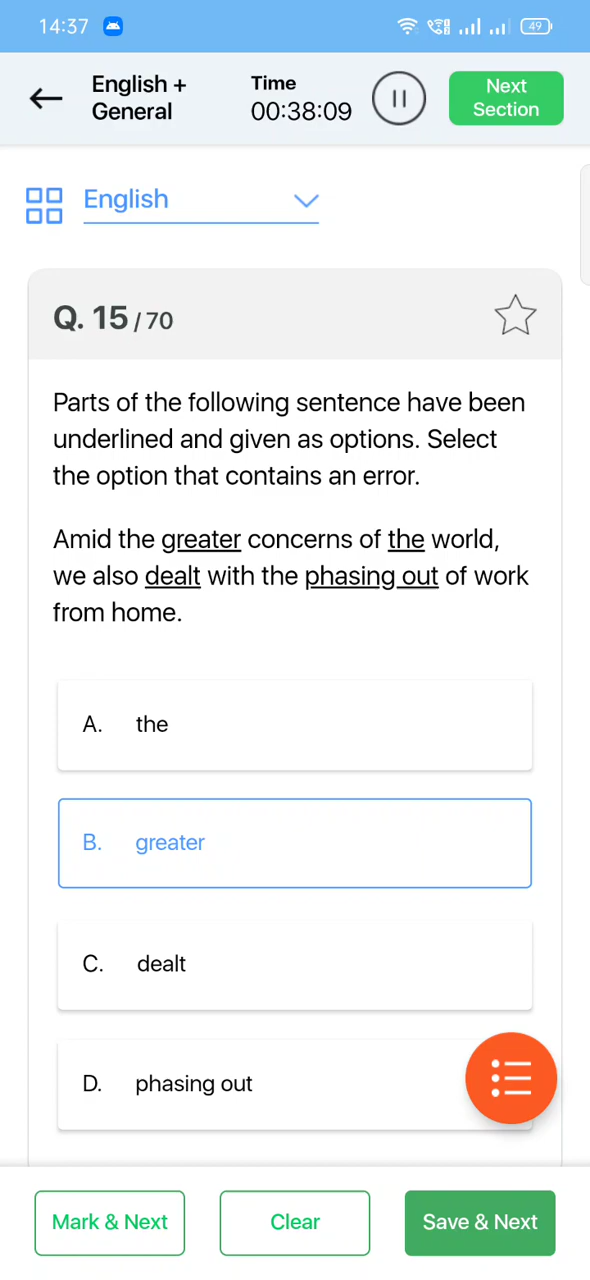 14:37
49
English +
General
Time
00:38:09
Next
Section
English
Q. 15 / 70
Parts of the following sentence have been
underlined and given as options. Select
the option that contains an error.
Amid the greater concerns of the world,
we also dealt with the phasing out of work
from home.
A. the
B. greater
C. dealt
D. phasing out
Mark & Next
Clear
Save & Next